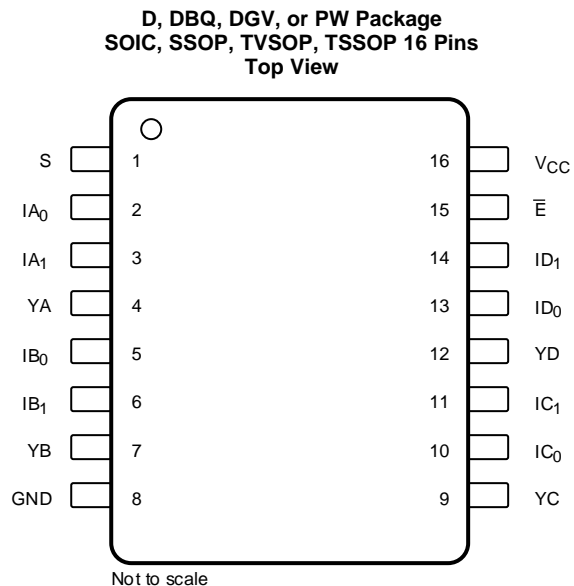 D, DBQ, DGV, or PW Package
SOIC, SSOP, TVSOP, TSSOP 16 Pins
Top View
S 1 16 V_CC
IA₀ 2 15 E̅
IA₁ 3 14 ID₁
YA 4 13 ID₀
IB₀ 5 12 YD
IB₁ 6 11 IC₁
YB 7 10 IC₀
GND 8 9 YC
Not to scale